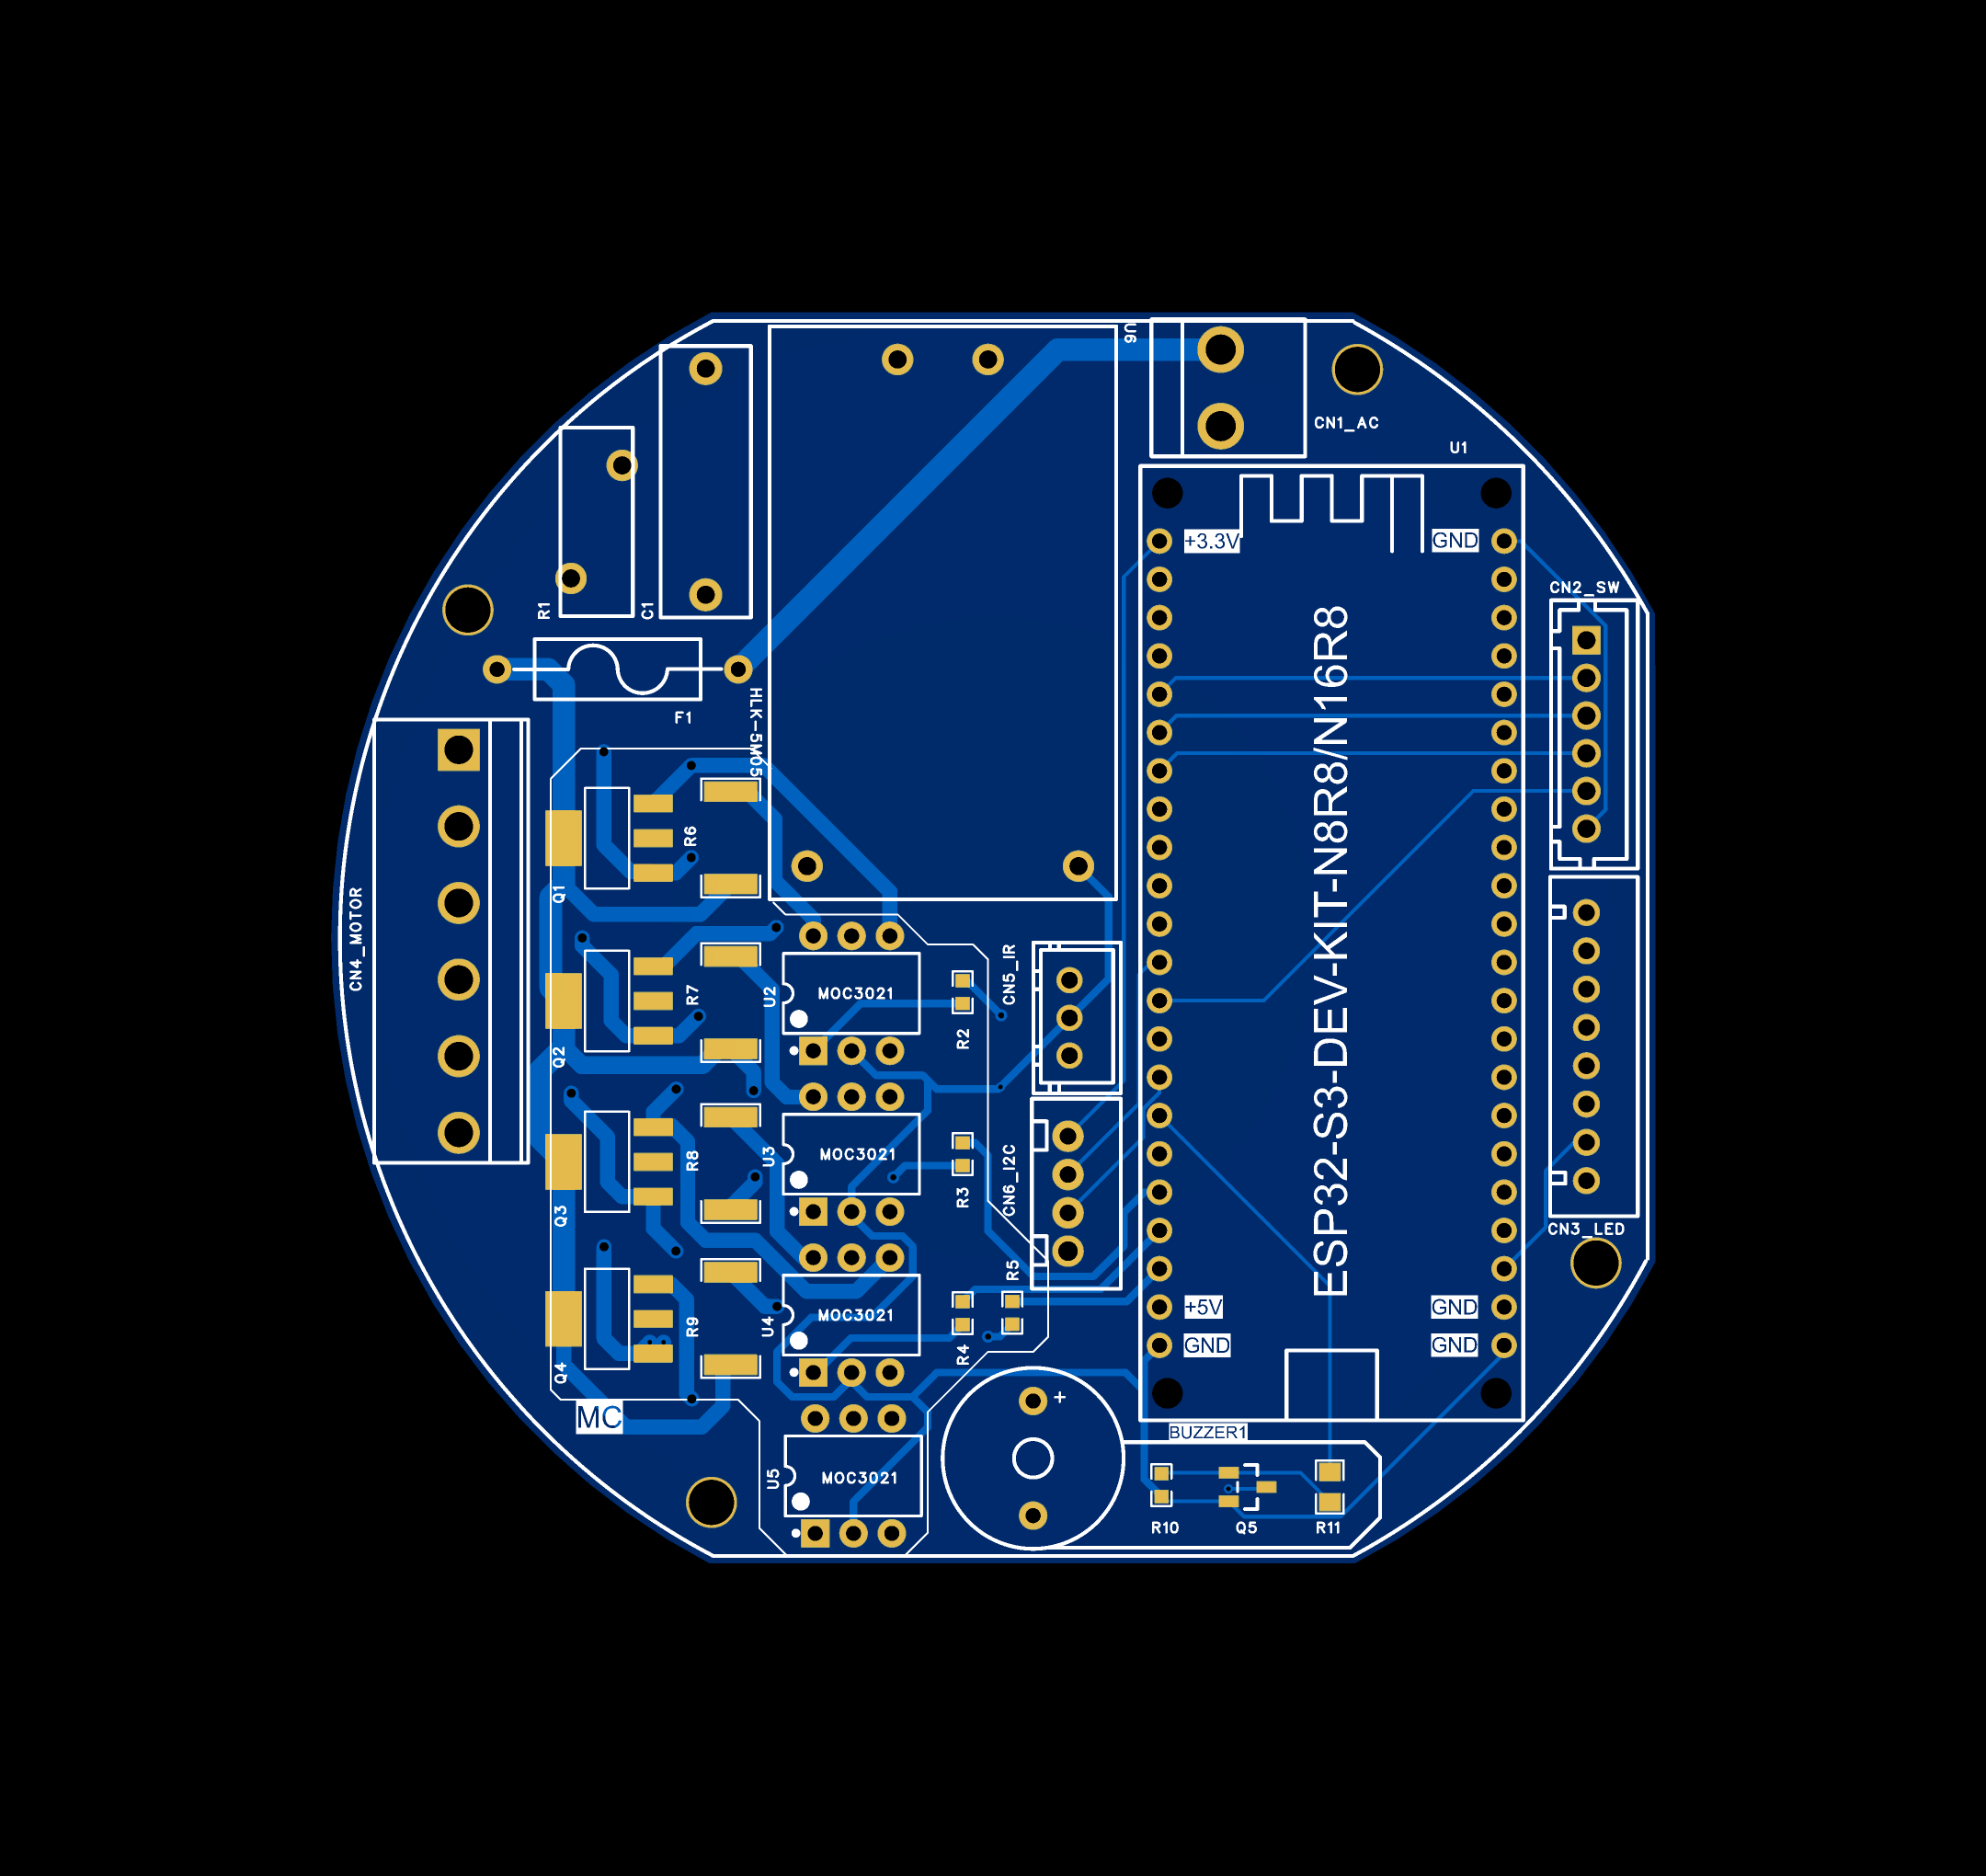 U6
CN1_AC
U1
+3.3V
GND
CN2_SW
R1
C1
F1
HLK-5M05
ESP32-S3-DEV-KIT-N8R8/N16R8
CN4_MOTOR
Q1
R6
Q2
R7
U2
MOC3021
R2
CN5_IR
Q3
R8
U3
MOC3021
R3
CN6_I2C
CN3_LED
Q4
R9
U4
MOC3021
R4
R5
+5V
GND
GND
GND
MC
+
BUZZER1
U5
MOC3021
R10
Q5
R11